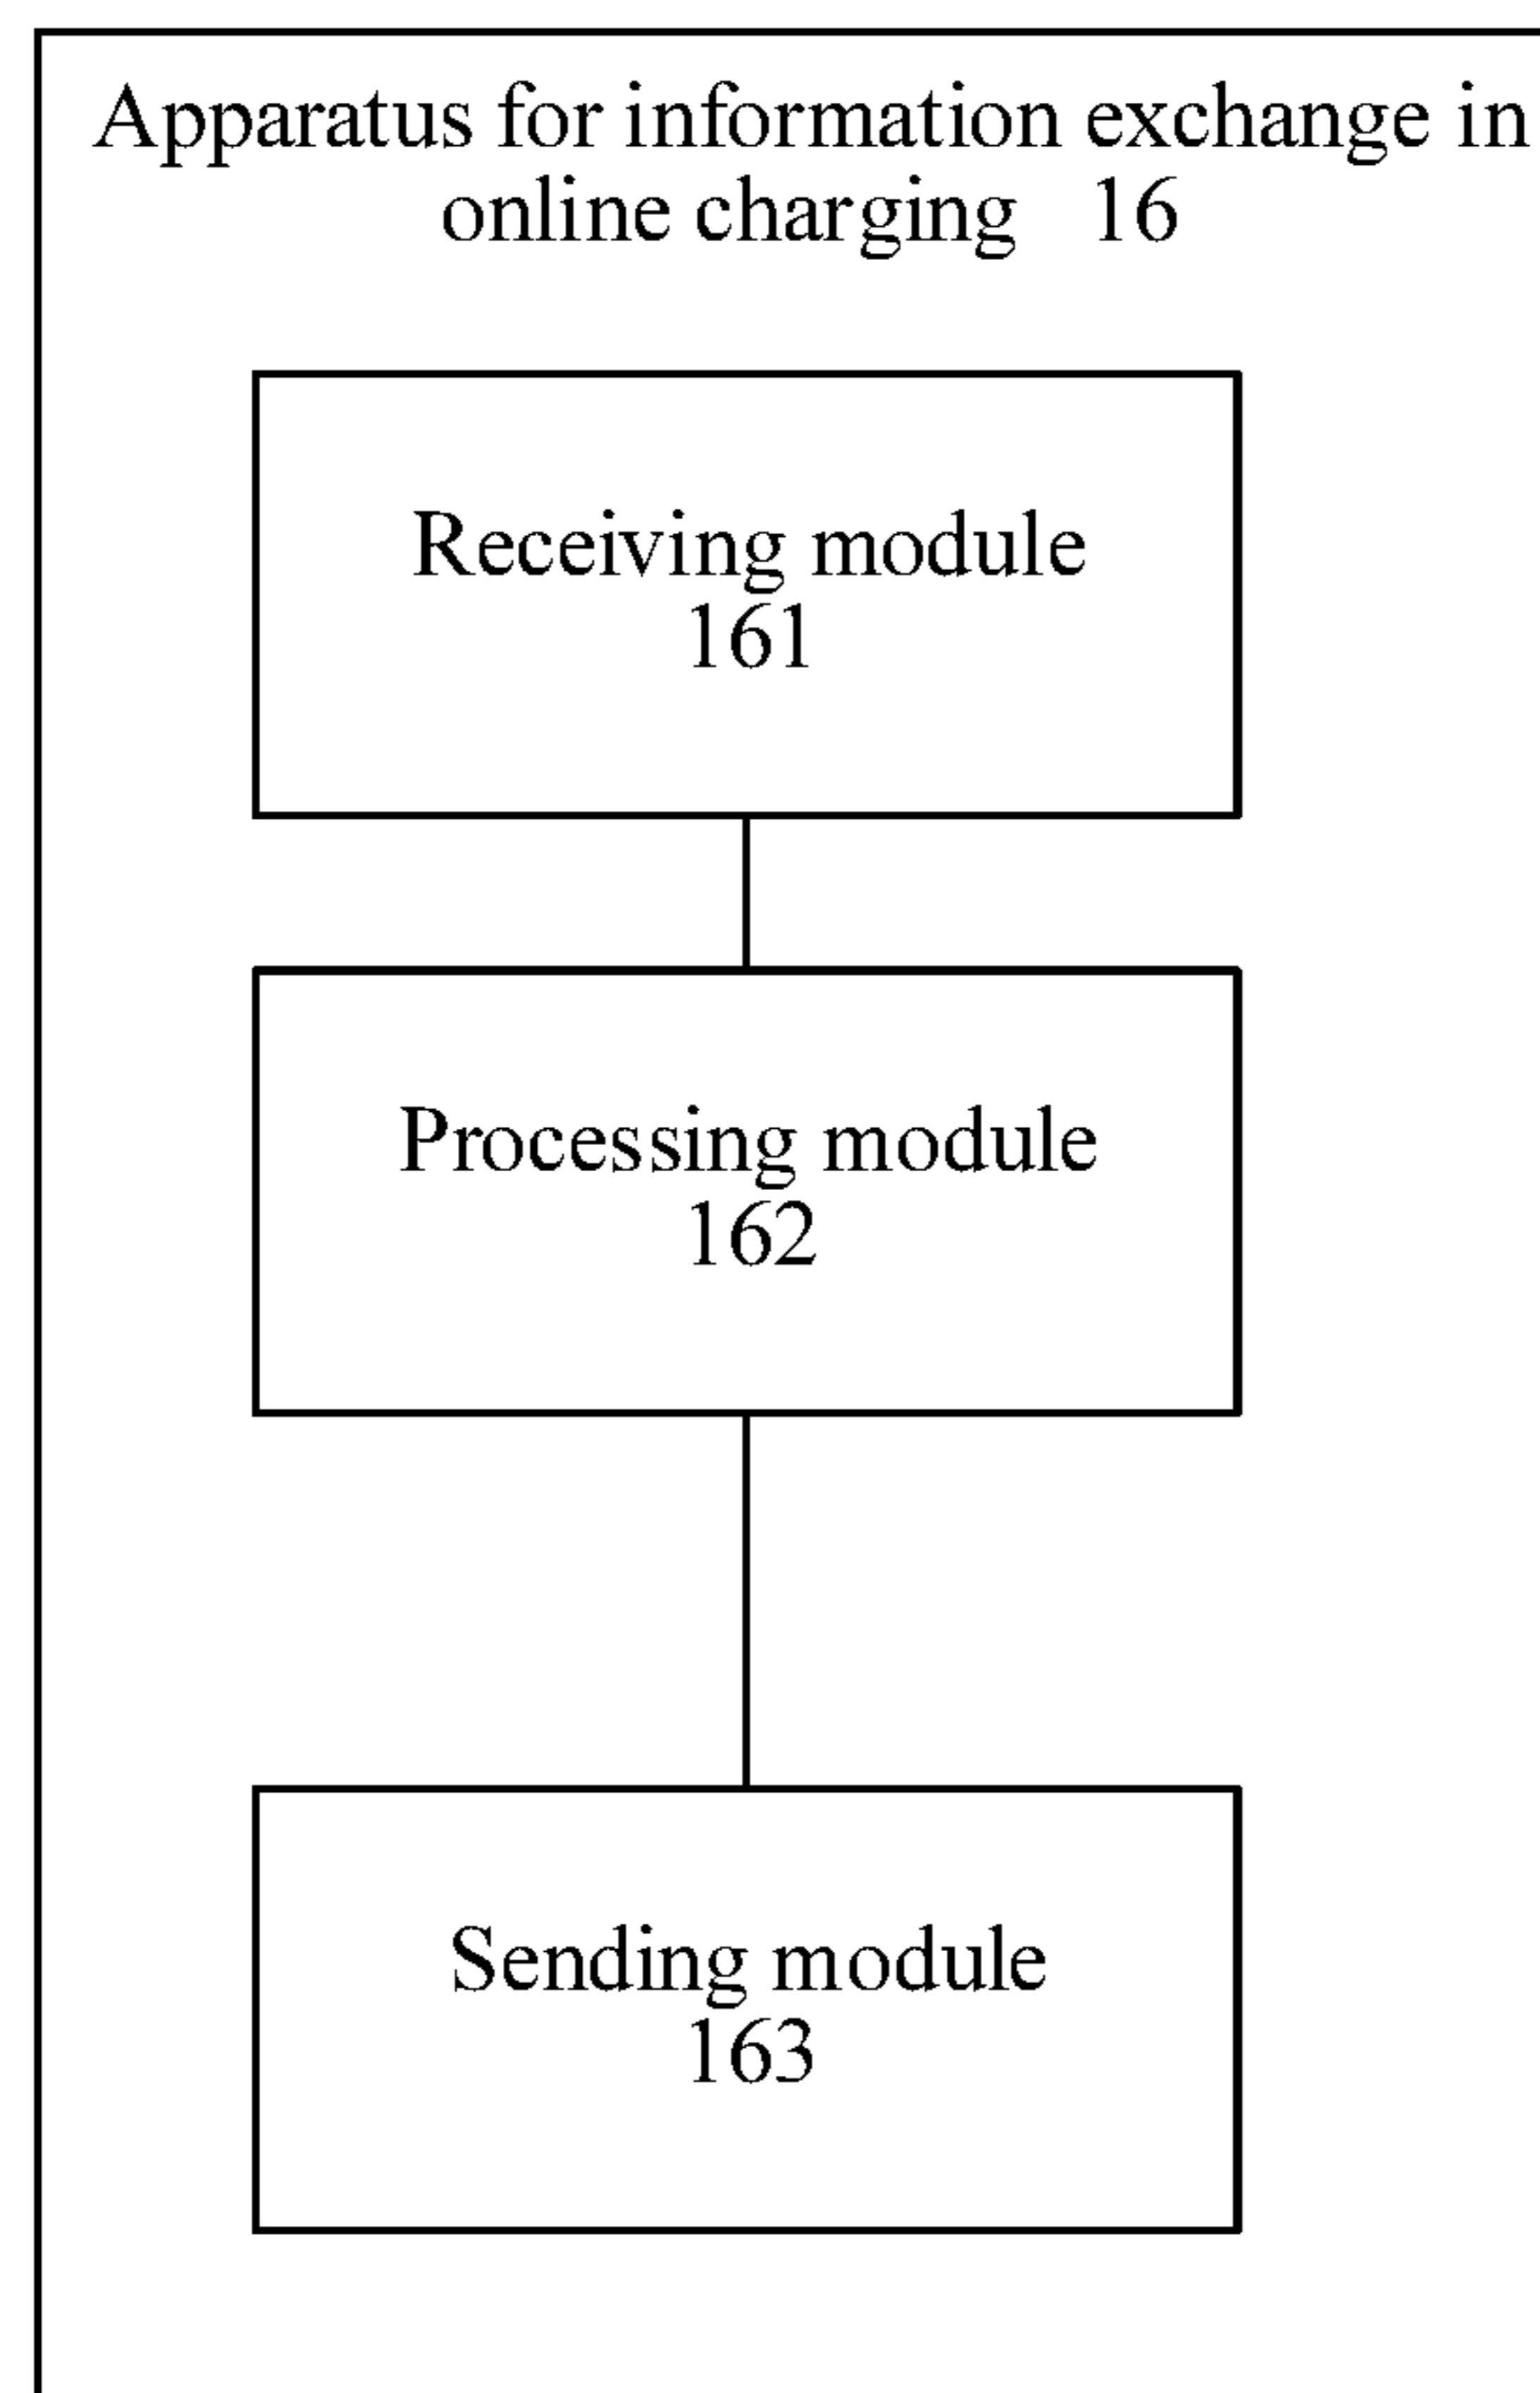 Apparatus for information exchange in
online charging 16
Receiving module
161
Processing module
162
Sending module
163